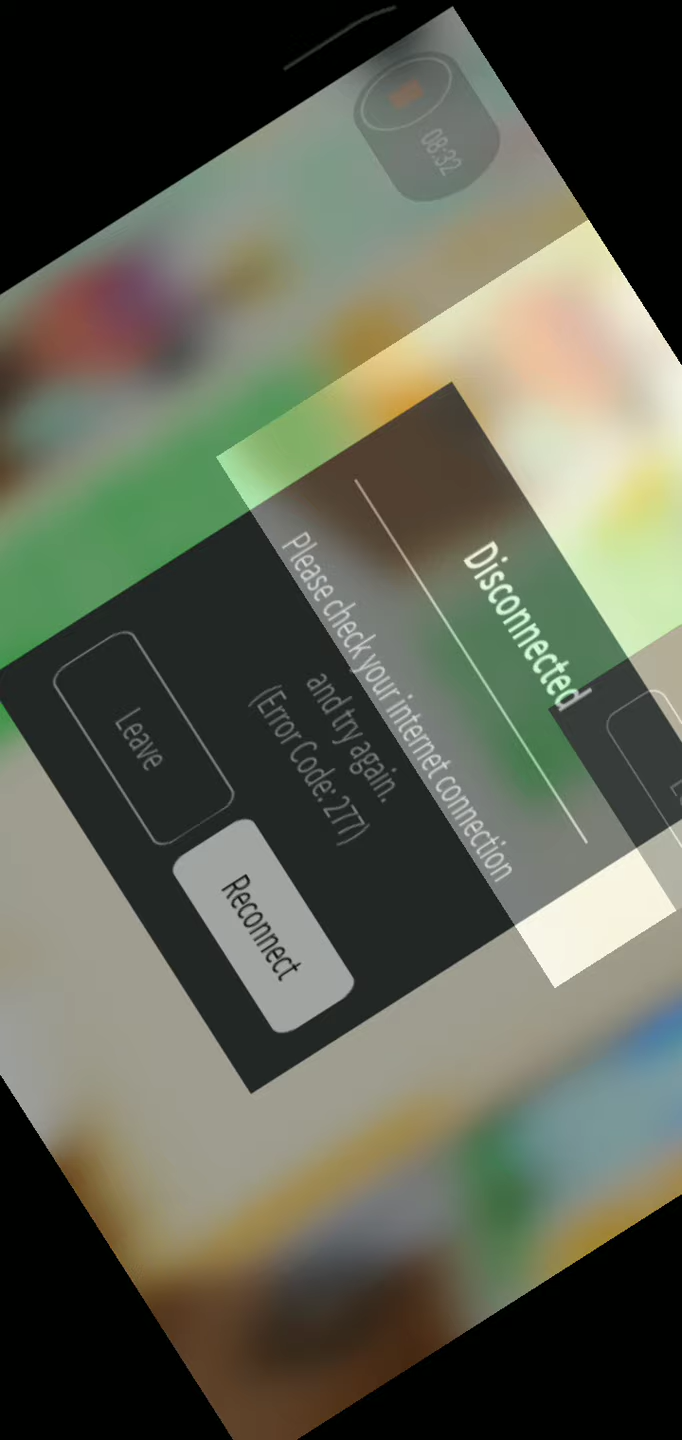 08:32
Disconnected
Please check your internet connection
and try again.
(Error Code: 277)
Leave
Reconnect